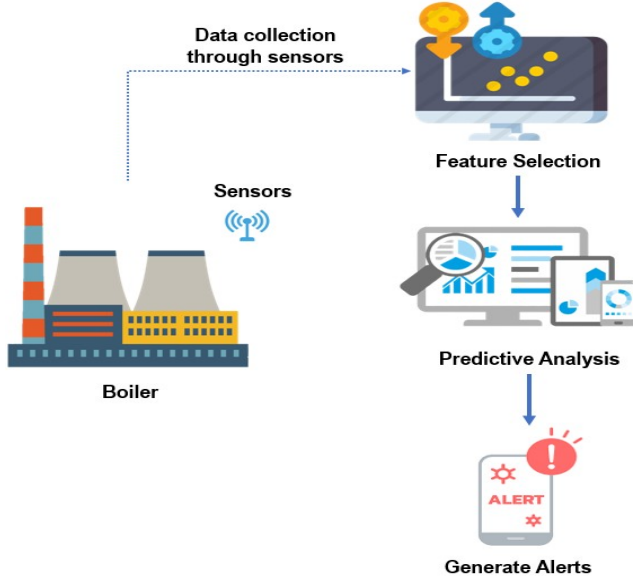 Data collection
through sensors
Feature Selection
Sensors
Boiler
Predictive Analysis
ALERT
Generate Alerts